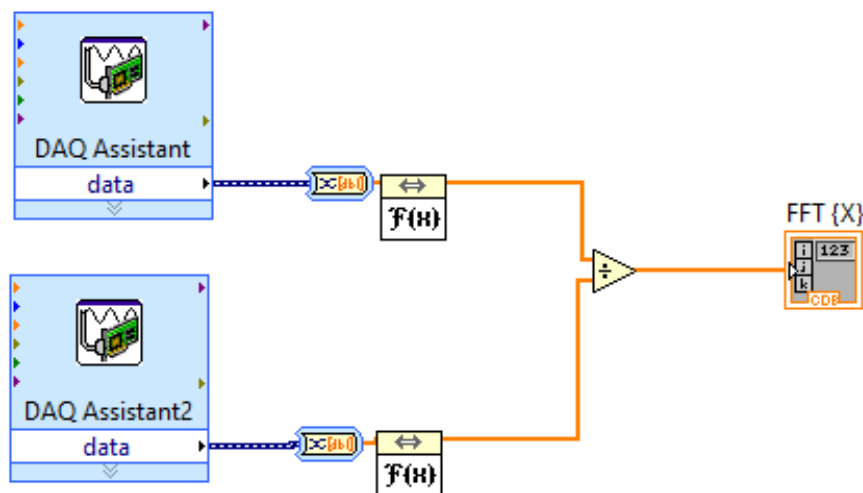 DAQ Assistant
data
F(x)
FFT {X}
i
j
k
123
CDB
÷
DAQ Assistant2
data
F(x)